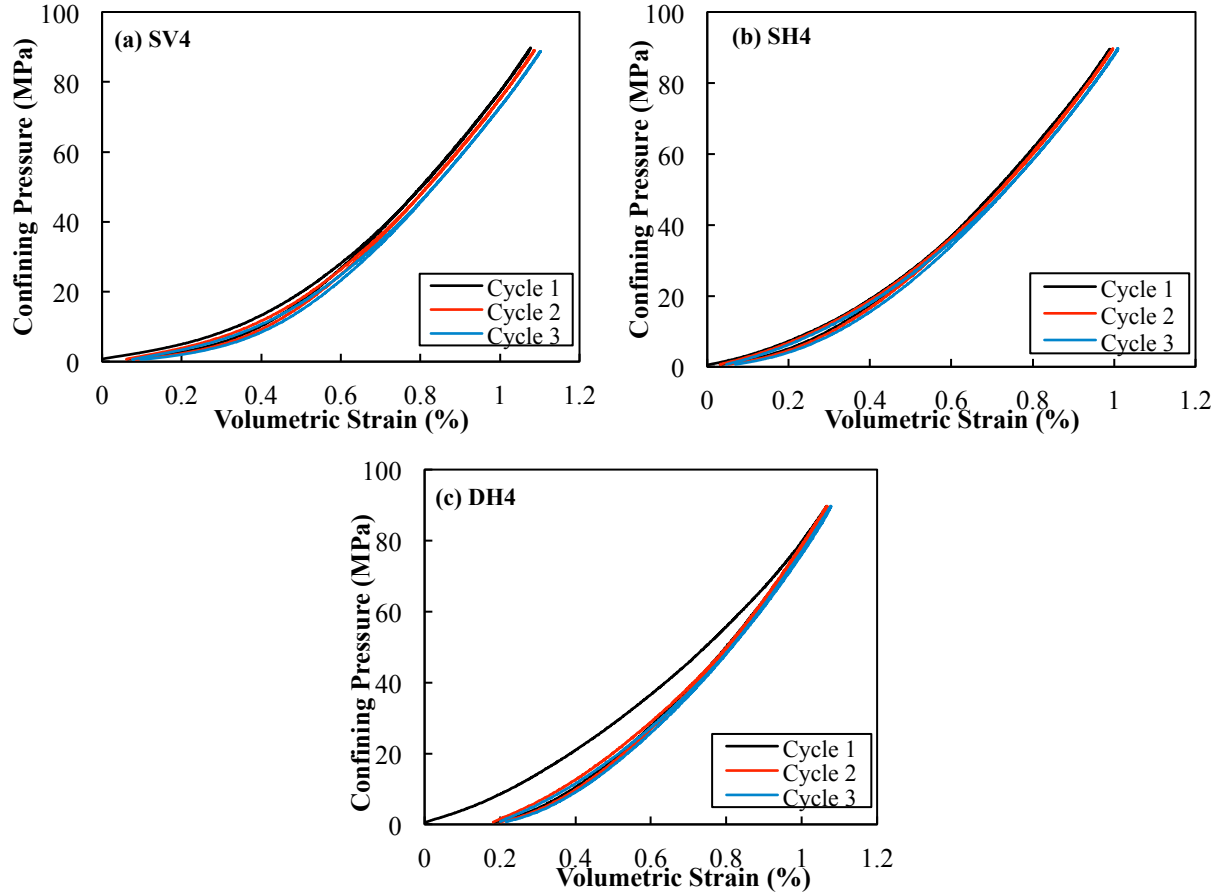 (a) SV4
Confining Pressure (MPa)
100
80
60
40
20
0
0 0.2 0.4 0.6 0.8 1 1.2
Volumetric Strain (%)
Cycle 1
Cycle 2
Cycle 3
(b) SH4
Confining Pressure (MPa)
100
80
60
40
20
0
0 0.2 0.4 0.6 0.8 1 1.2
Volumetric Strain (%)
Cycle 1
Cycle 2
Cycle 3
(c) DH4
Confining Pressure (MPa)
100
80
60
40
20
0
0 0.2 0.4 0.6 0.8 1 1.2
Volumetric Strain (%)
Cycle 1
Cycle 2
Cycle 3